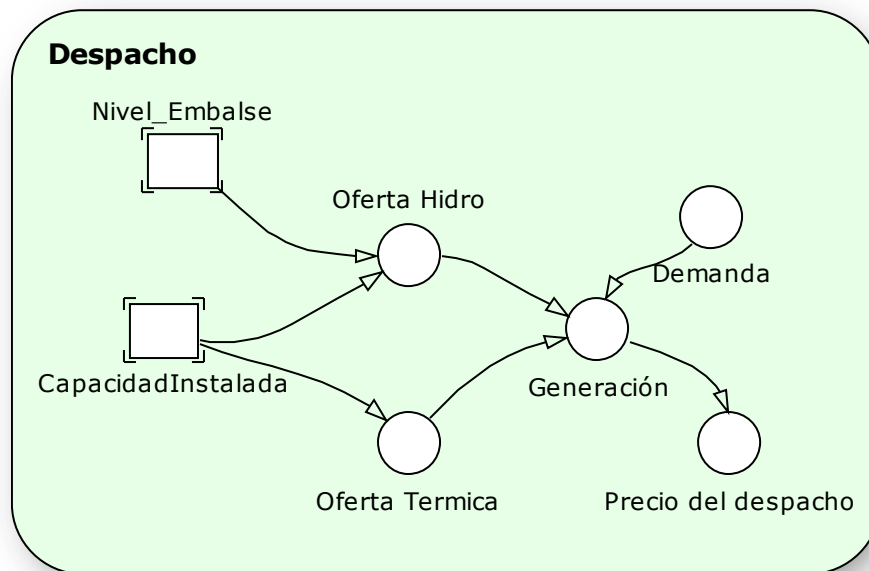 Despacho
Nivel_Embalse
Oferta Hidro
Demanda
CapacidadInstalada
Generación
Oferta Termica
Precio del despacho